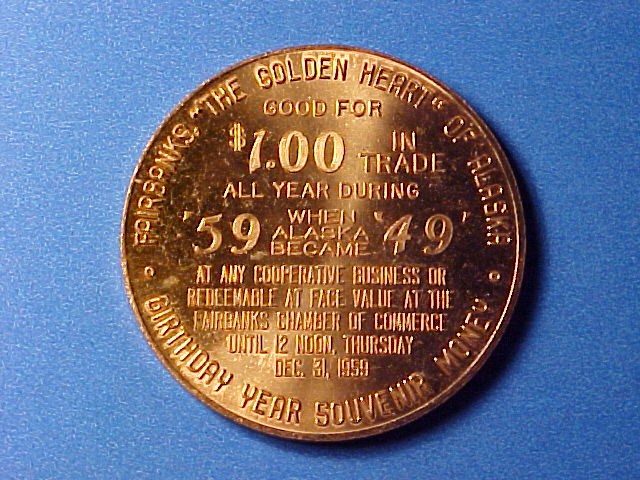 FAIRBANKS, "THE GOLDEN HEART" OF ALASKA
GOOD FOR
$1.00 IN TRADE
ALL YEAR DURING
'59 WHEN ALASKA BECAME '49'
AT ANY COOPERATIVE BUSINESS OR
REDEEMABLE AT FACE VALUE AT THE
FAIRBANKS CHAMBER OF COMMERCE
UNTIL 12 NOON, THURSDAY
DEC. 31, 1959
BIRTHDAY YEAR SOUVENIR MONEY